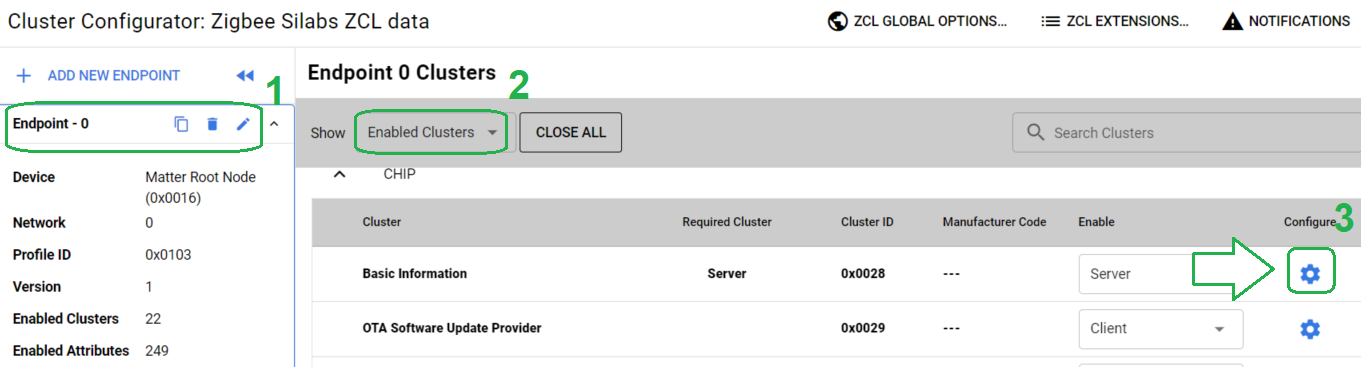 Cluster Configurator: Zigbee Silabs ZCL data
ZCL GLOBAL OPTIONS...
ZCL EXTENSIONS...
NOTIFICATIONS
ADD NEW ENDPOINT
1
Endpoint - 0
Device Matter Root Node
(0x0016)
Network 0
Profile ID 0x0103
Version 1
Enabled Clusters 22
Enabled Attributes 249
Endpoint 0 Clusters
2
Show Enabled Clusters CLOSE ALL Search Clusters
CHIP
3
Cluster Required Cluster Cluster ID Manufacturer Code Enable Configure
Basic Information Server 0x0028 --- Server
OTA Software Update Provider 0x0029 --- Client